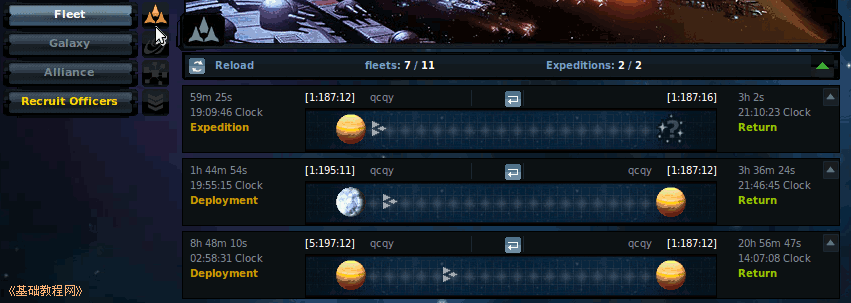 Fleet
Galaxy
Alliance
Recruit Officers
《基础教程网》
Reload fleets: 7 / 11 Expeditions: 2 / 2
59m 25s [1:187:12] qcqy [1:187:16] 3h 2s
19:09:46 Clock 21:10:23 Clock
Expedition Return
1h 44m 54s [1:195:11] qcqy [1:187:12] 3h 36m 24s
19:55:15 Clock 21:46:45 Clock
Deployment Return
8h 48m 10s [5:197:12] qcqy [1:187:12] 20h 56m 47s
02:58:31 Clock 14:07:08 Clock
Deployment Return